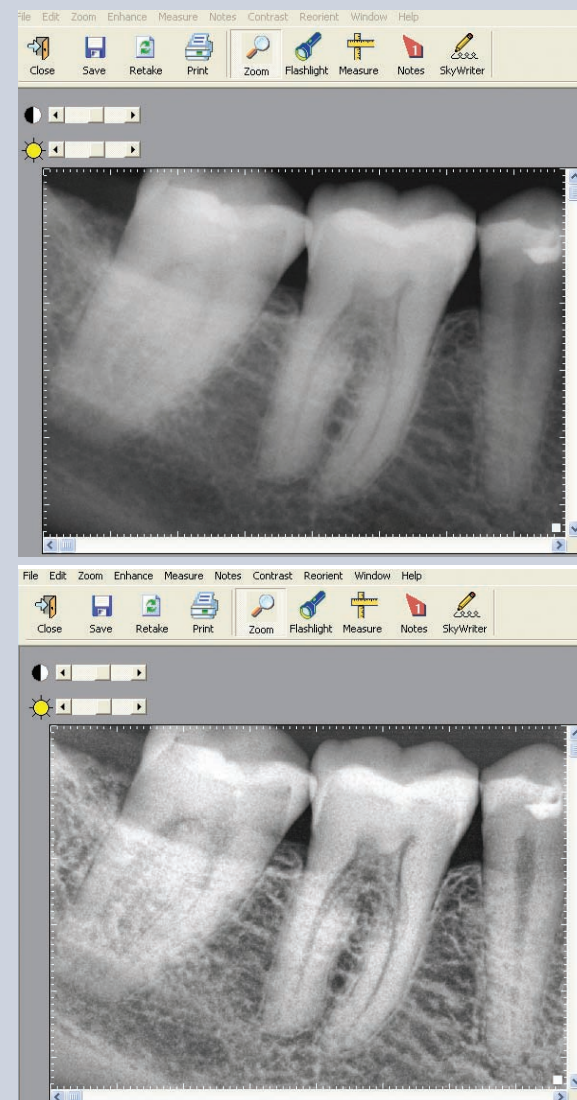 File Edit Zoom Enhance Measure Notes Contrast Reorient Window Help
Close Save Retake Print Zoom Flashlight Measure Notes SkyWriter
1
File Edit Zoom Enhance Measure Notes Contrast Reorient Window Help
Close Save Retake Print Zoom Flashlight Measure Notes SkyWriter
1